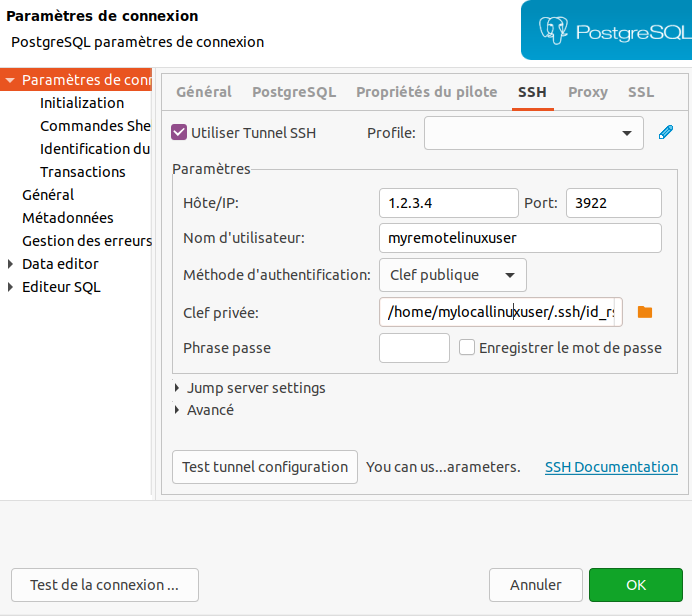 Paramètres de connexion
PostgreSQL paramètres de connexion
PostgreSQL
Paramètres de conn
Initialization
Commandes She
Identification du
Transactions
Général
Métadonnées
Gestion des erreurs
Data editor
Editeur SQL
Général PostgreSQL Propriétés du pilote SSH Proxy SSL
Utiliser Tunnel SSH Profile:
Paramètres
Hôte/IP: 1.2.3.4 Port: 3922
Nom d'utilisateur: myremotelinuxuser
Méthode d'authentification: Clef publique
Clef privée: /home/mylocallinuxuser/.ssh/id_rs
Phrase passe Enregistrer le mot de passe
Jump server settings
Avancé
Test tunnel configuration You can us...arameters. SSH Documentation
Test de la connexion ... Annuler OK